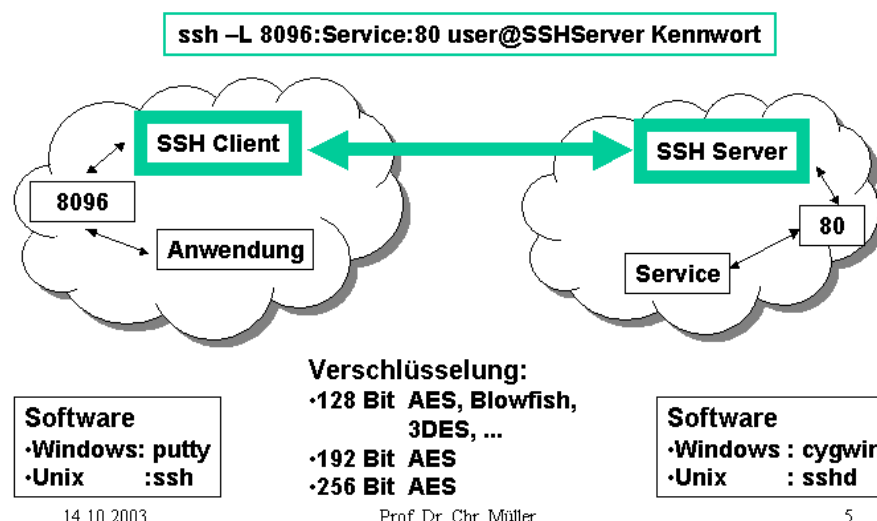 ssh –L 8096:Service:80 user@SSHServer Kennwort
SSH Client
SSH Server
8096
80
Anwendung
Service
Verschlüsselung:
•128 Bit AES, Blowfish,
3DES, ...
•192 Bit AES
•256 Bit AES
Software
•Windows: putty
•Unix :ssh
Software
•Windows : cygwin
•Unix : sshd
14.10.2003
Prof. Dr. Chr. Müller
5